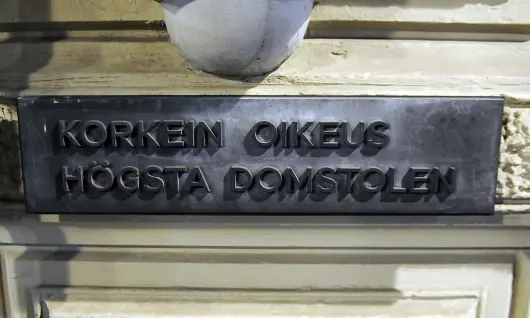 KORKEIN OIKEUS
HÖGSTA DOMSTOLEN